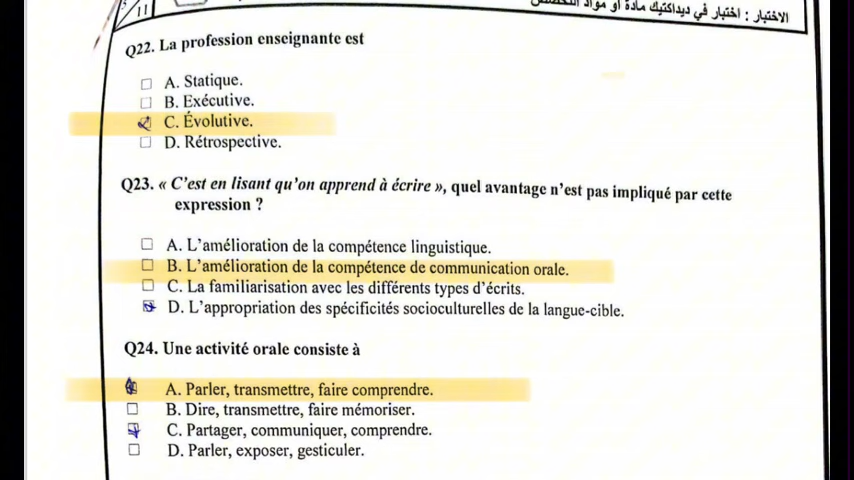 11
الاختبار : اختبار في ديداكتيك مادة أو مواد التخصص
Q22. La profession enseignante est
A. Statique.
B. Exécutive.
C. Évolutive.
D. Rétrospective.
Q23. « C'est en lisant qu'on apprend à écrire », quel avantage n'est pas impliqué par cette
expression ?
A. L'amélioration de la compétence linguistique.
B. L'amélioration de la compétence de communication orale.
C. La familiarisation avec les différents types d'écrits.
D. L'appropriation des spécificités socioculturelles de la langue-cible.
Q24. Une activité orale consiste à
A. Parler, transmettre, faire comprendre.
B. Dire, transmettre, faire mémoriser.
C. Partager, communiquer, comprendre.
D. Parler, exposer, gesticuler.